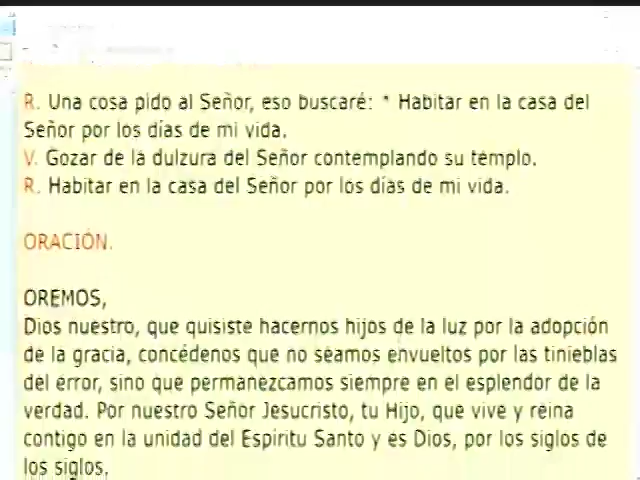 R. Una cosa pido al Señor, eso buscaré: * Habitar en la casa del
Señor por los días de mi vida.
V. Gozar de la dulzura del Señor contemplando su templo.
R. Habitar en la casa del Señor por los días de mi vida.
ORACIÓN.
OREMOS,
Dios nuestro, que quisiste hacernos hijos de la luz por la adopción
de la gracia, concédenos que no seamos envueltos por las tinieblas
del error, sino que permanezcamos siempre en el esplendor de la
verdad. Por nuestro Señor Jesucristo, tu Hijo, que vive y reina
contigo en la unidad del Espíritu Santo y es Dios, por los siglos de
los siglos.